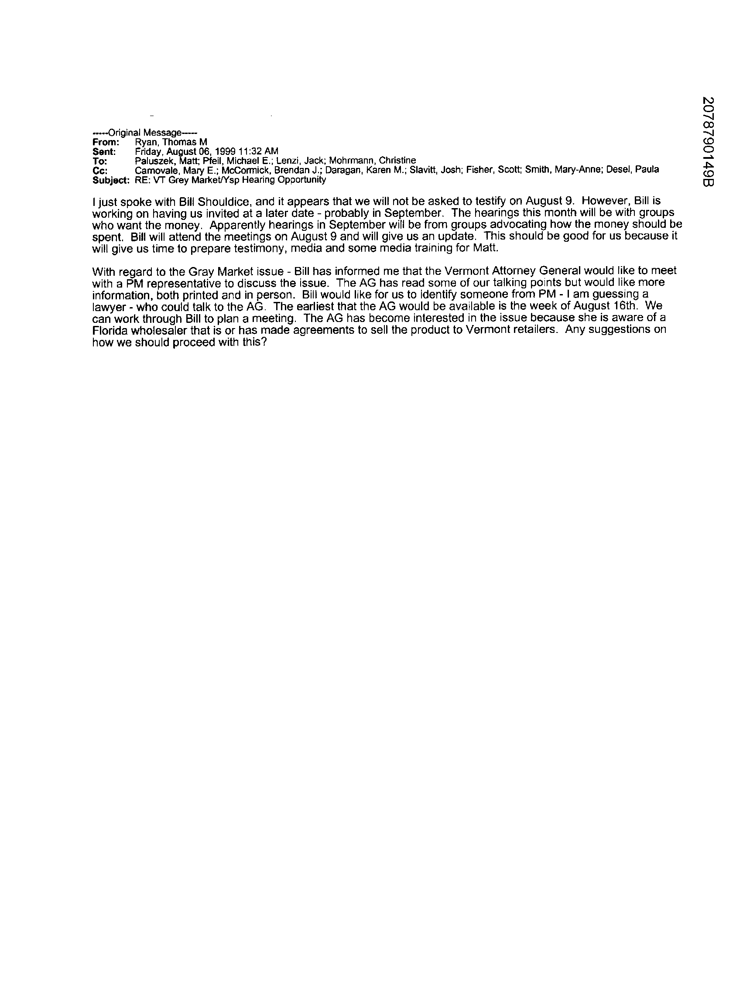 -----Original Message-----
From: Ryan, Thomas M
Sent: Friday, August 06, 1999 11:32 AM
To: Paluszek, Matt; Pfeil, Michael E.; Lenzi, Jack; Mohrmann, Christine
Cc: Carnovale, Mary E.; McCormick, Brendan J.; Daragan, Karen M.; Slavitt, Josh; Fisher, Scott; Smith, Mary-Anne; Desel, Paula
Subject: RE: VT Grey Market/Ysp Hearing Opportunity
I just spoke with Bill Shouldice, and it appears that we will not be asked to testify on August 9. However, Bill is
working on having us invited at a later date - probably in September. The hearings this month will be with groups
who want the money. Apparently hearings in September will be from groups advocating how the money should be
spent. Bill will attend the meetings on August 9 and will give us an update. This should be good for us because it
will give us time to prepare testimony, media and some media training for Matt.
With regard to the Gray Market issue - Bill has informed me that the Vermont Attorney General would like to meet
with a PM representative to discuss the issue. The AG has read some of our talking points but would like more
information, both printed and in person. Bill would like for us to identify someone from PM - I am guessing a
lawyer - who could talk to the AG. The earliest that the AG would be available is the week of August 16th. We
can work through Bill to plan a meeting. The AG has become interested in the issue because she is aware of a
Florida wholesaler that is or has made agreements to sell the product to Vermont retailers. Any suggestions on
how we should proceed with this?
2078790149B